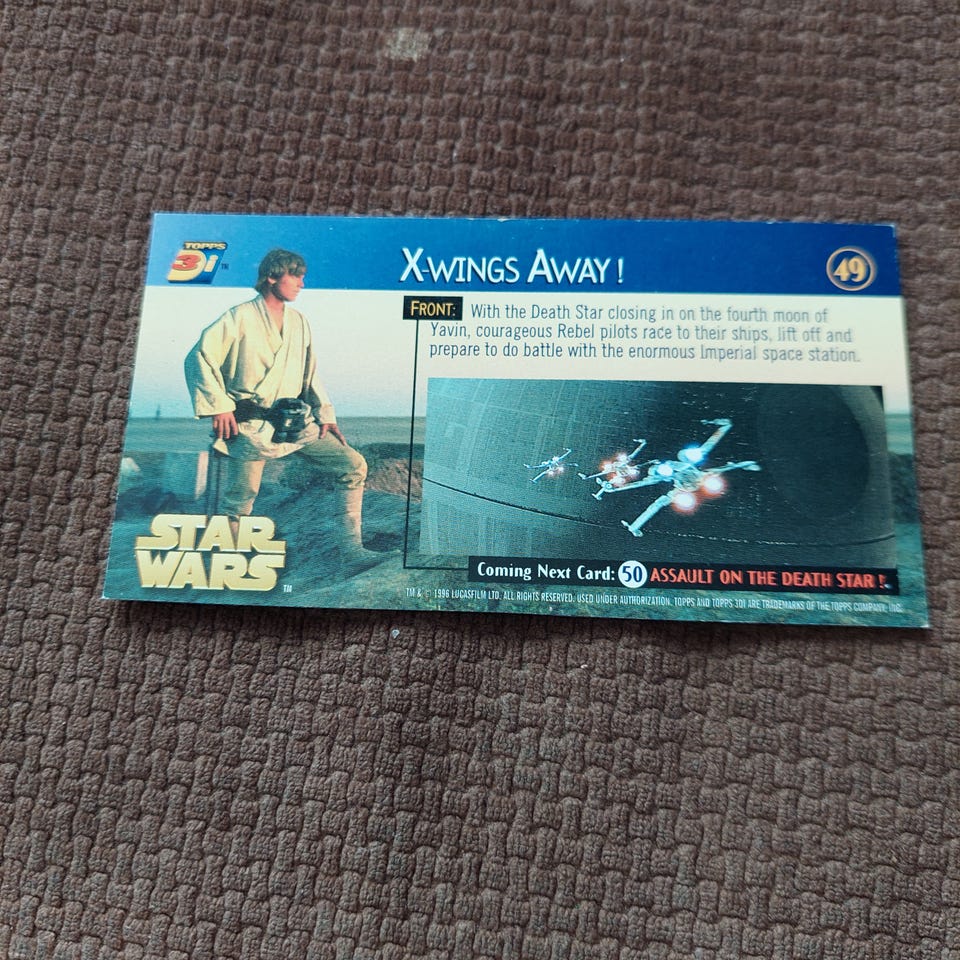 TOPPS
3Di™
X-WINGS AWAY!
49
FRONT: With the Death Star closing in on the fourth moon of
Yavin, courageous Rebel pilots race to their ships, lift off and
prepare to do battle with the enormous Imperial space station.
STAR
WARS™
Coming Next Card: 50 ASSAULT ON THE DEATH STAR!
TM & © 1996 LUCASFILM LTD. ALL RIGHTS RESERVED. USED UNDER AUTHORIZATION. TOPPS AND TOPPS 3DI ARE TRADEMARKS OF THE TOPPS COMPANY, INC.